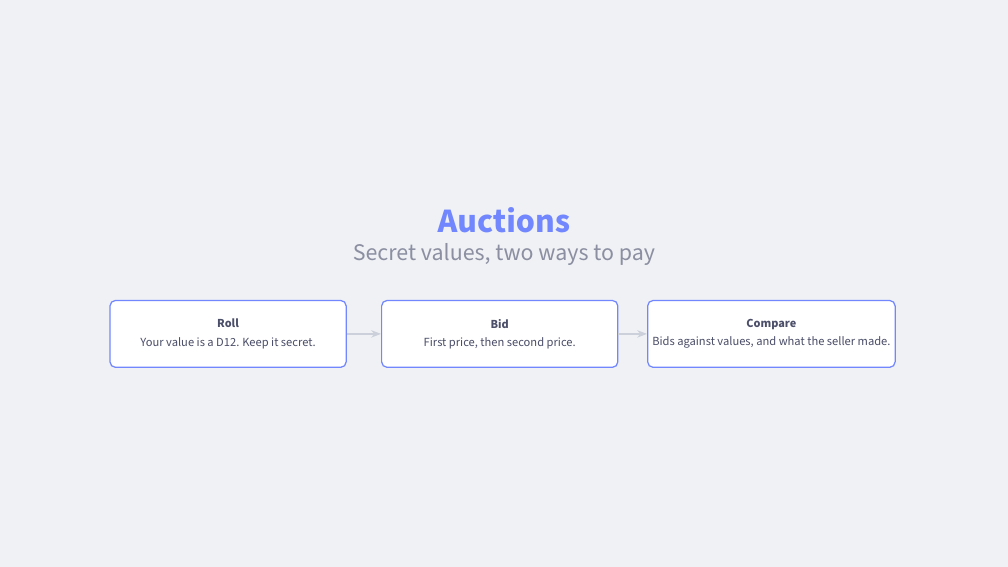 Auctions
Secret values, two ways to pay
Roll
Your value is a D12. Keep it secret.
Bid
First price, then second price.
Compare
Bids against values, and what the seller made.